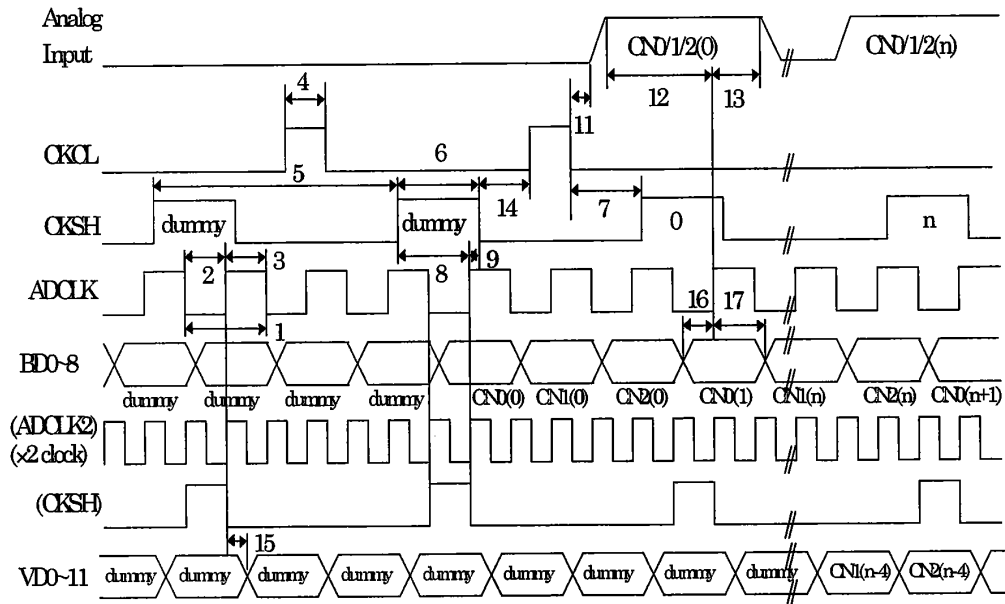 Analog
Input
CN0/1/2(0)
CN0/1/2(n)
4
12
13
11
CKCL
6
5
14
7
CKSH
dummy
dummy
0
n
2
3
8
9
ADCLK
16
17
1
BD0~8
dummy dummy dummy dummy CN0(0) CN1(0) CN2(0) CN0(1) CN1(n) CN2(n) CN0(n+1)
(ADCLK2)
(×2 clock)
(CKSH)
15
VD0~11
dummy dummy dummy dummy dummy dummy dummy dummy dummy CN1(n-4) CN2(n-4)